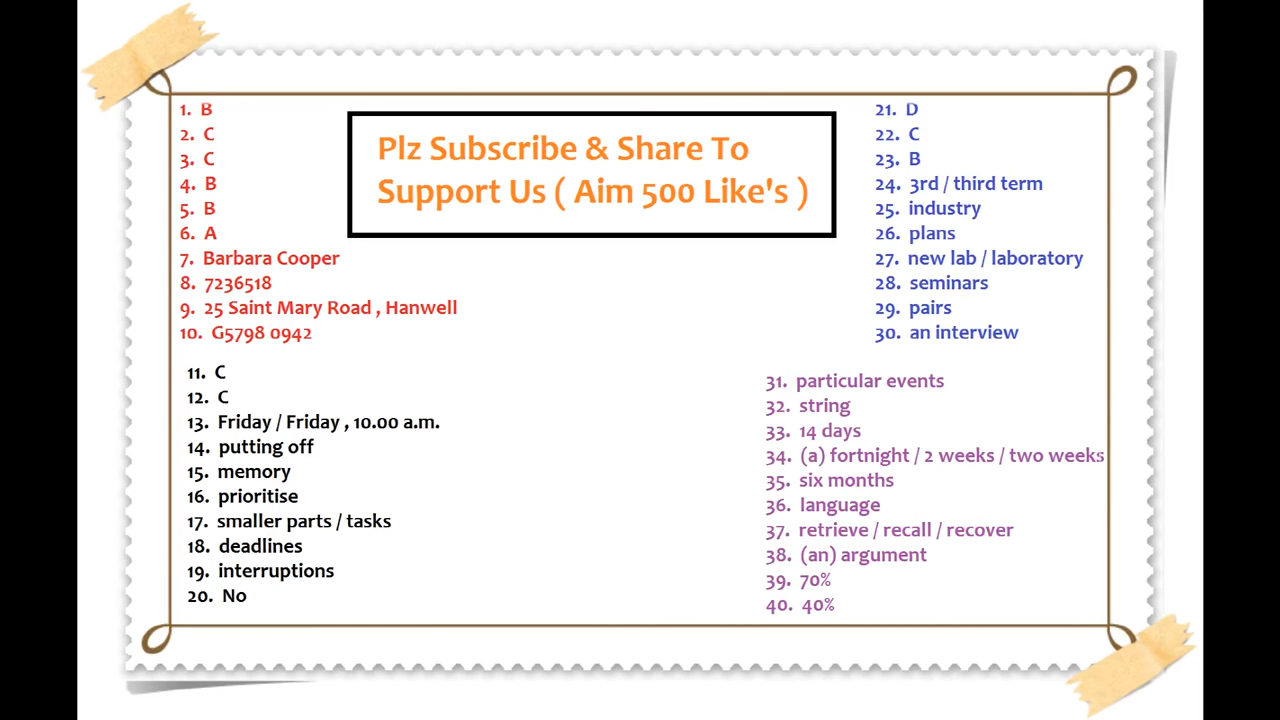 1. B
2. C
3. C
4. B
5. B
6. A
7. Barbara Cooper
8. 7236518
9. 25 Saint Mary Road , Hanwell
10. G5798 0942
Plz Subscribe & Share To
Support Us ( Aim 500 Like's )
21. D
22. C
23. B
24. 3rd / third term
25. industry
26. plans
27. new lab / laboratory
28. seminars
29. pairs
30. an interview
11. C
12. C
13. Friday / Friday , 10.00 a.m.
14. putting off
15. memory
16. prioritise
17. smaller parts / tasks
18. deadlines
19. interruptions
20. No
31. particular events
32. string
33. 14 days
34. (a) fortnight / 2 weeks / two weeks
35. six months
36. language
37. retrieve / recall / recover
38. (an) argument
39. 70%
40. 40%